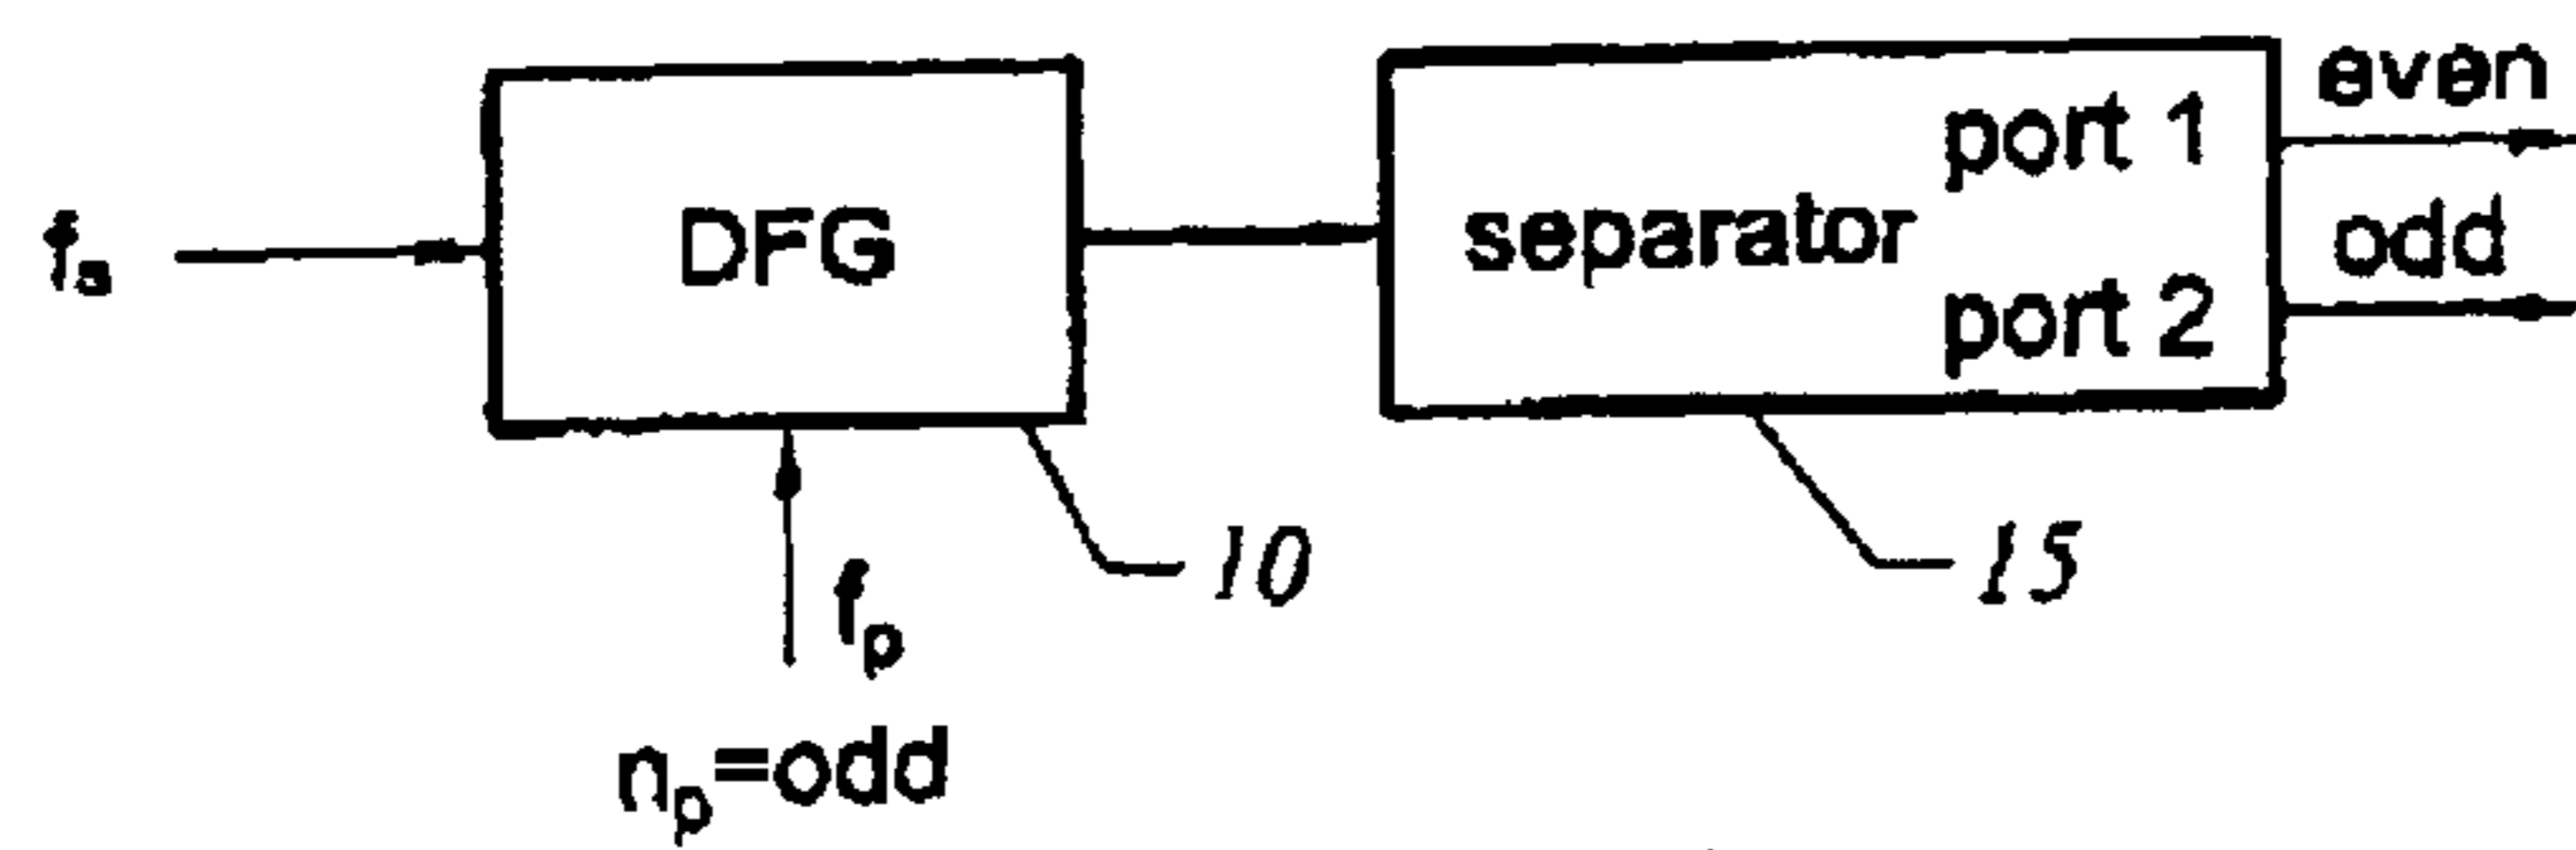 even
port 1
fₛ
DFG
separator
odd
port 2
10
15
fₚ
nₚ=odd